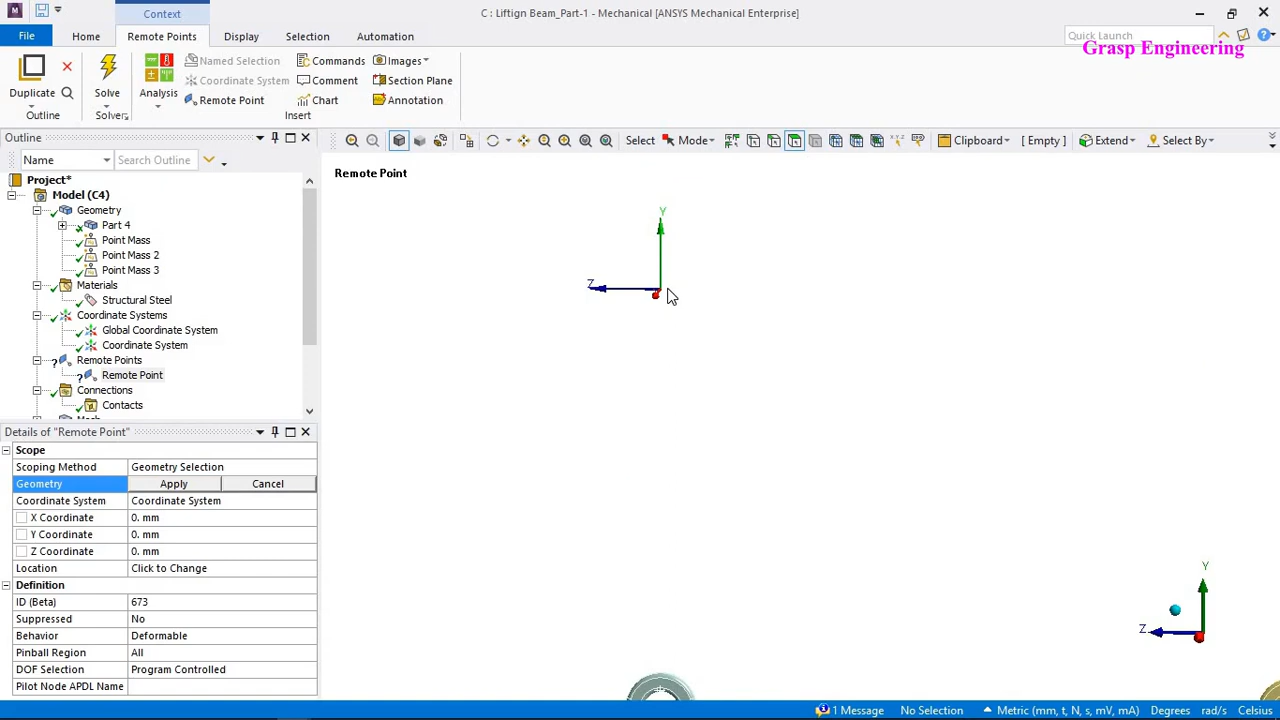 Context
C : Liftign Beam_Part-1 - Mechanical [ANSYS Mechanical Enterprise]
File Home Remote Points Display Selection Automation
Quick Launch
Grasp Engineering
Named Selection Commands Images
Coordinate System Comment Section Plane
Duplicate Solve Analysis Remote Point Chart Annotation
Outline Solvers Insert
Outline
Select Mode Clipboard [ Empty ] Extend Select By
Name Search Outline
Remote Point
Project*
Model (C4)
Geometry
Part 4
Point Mass
Point Mass 2
Point Mass 3
Materials
Structural Steel
Coordinate Systems
Global Coordinate System
Coordinate System
Remote Points
Remote Point
Connections
Contacts
Y
Z
Details of "Remote Point"
Scope
Scoping Method Geometry Selection
Geometry Apply Cancel
Coordinate System Coordinate System
X Coordinate 0. mm
Y Coordinate 0. mm
Z Coordinate 0. mm
Location Click to Change
Definition
ID (Beta) 673
Suppressed No
Behavior Deformable
Pinball Region All
DOF Selection Program Controlled
Pilot Node APDL Name
Y
Z
1 Message No Selection Metric (mm, t, N, s, mV, mA) Degrees rad/s Celsius